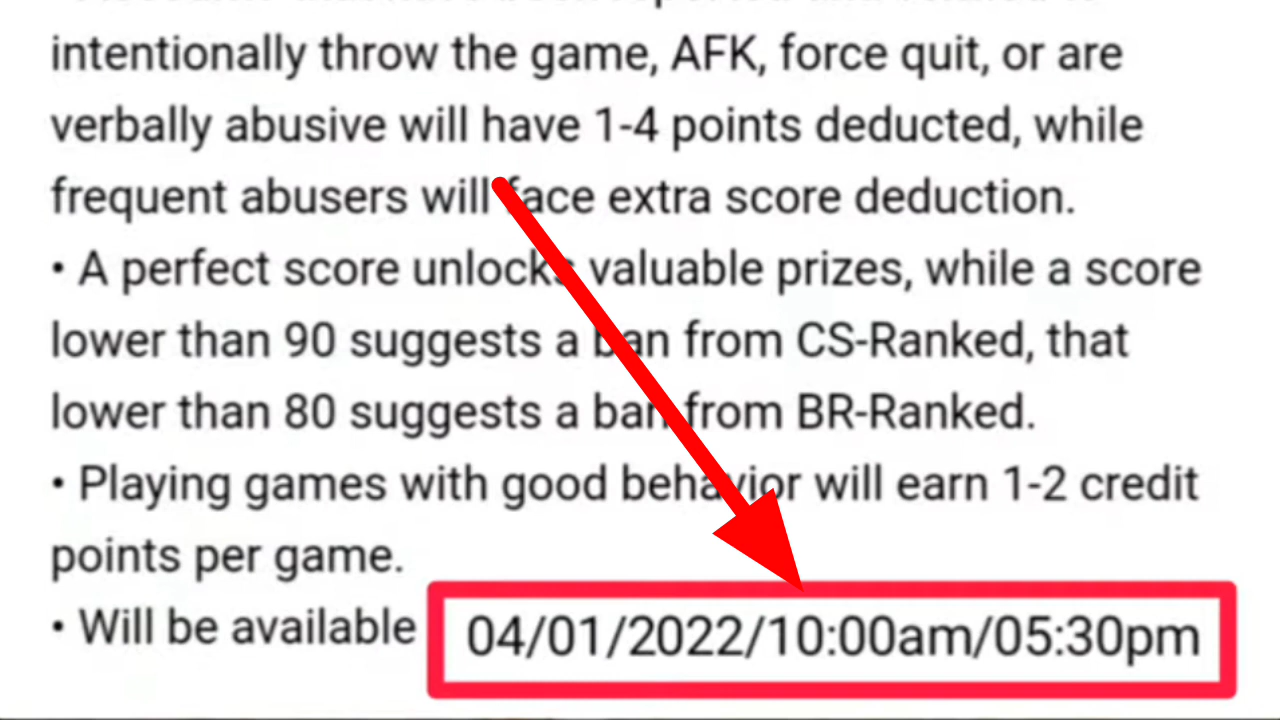 intentionally throw the game, AFK, force quit, or are
verbally abusive will have 1-4 points deducted, while
frequent abusers will face extra score deduction.
• A perfect score unlocks valuable prizes, while a score
lower than 90 suggests a ban from CS-Ranked, that
lower than 80 suggests a ban from BR-Ranked.
• Playing games with good behavior will earn 1-2 credit
points per game.
• Will be available 04/01/2022/10:00am/05:30pm